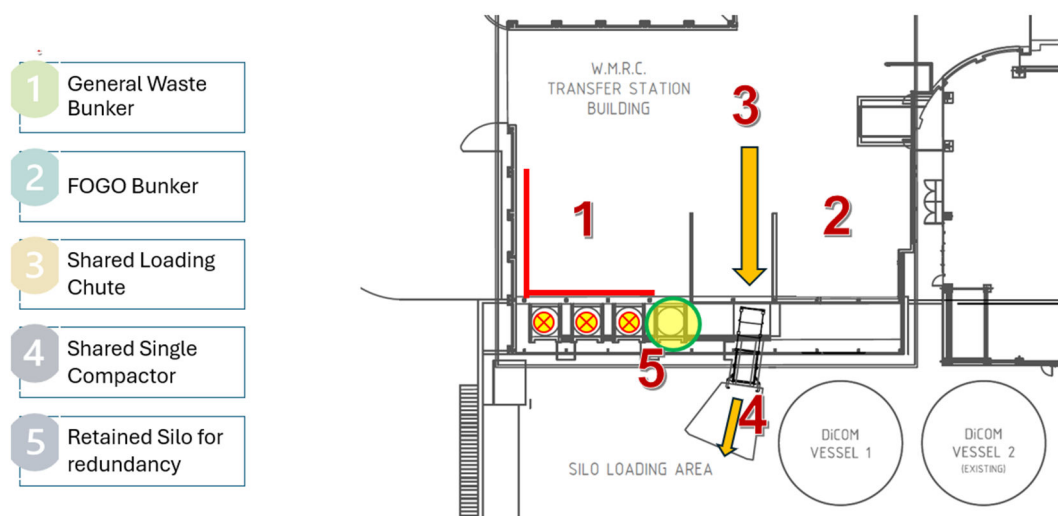 1
General Waste
Bunker
2
FOGO Bunker
3
Shared Loading
Chute
4
Shared Single
Compactor
5
Retained Silo for
redundancy
W.M.R.C.
TRANSFER STATION
BUILDING
3
1
2
5
4
SILO LOADING AREA
DiCOM
VESSEL 1
DiCOM
VESSEL 2
(EXISTING)